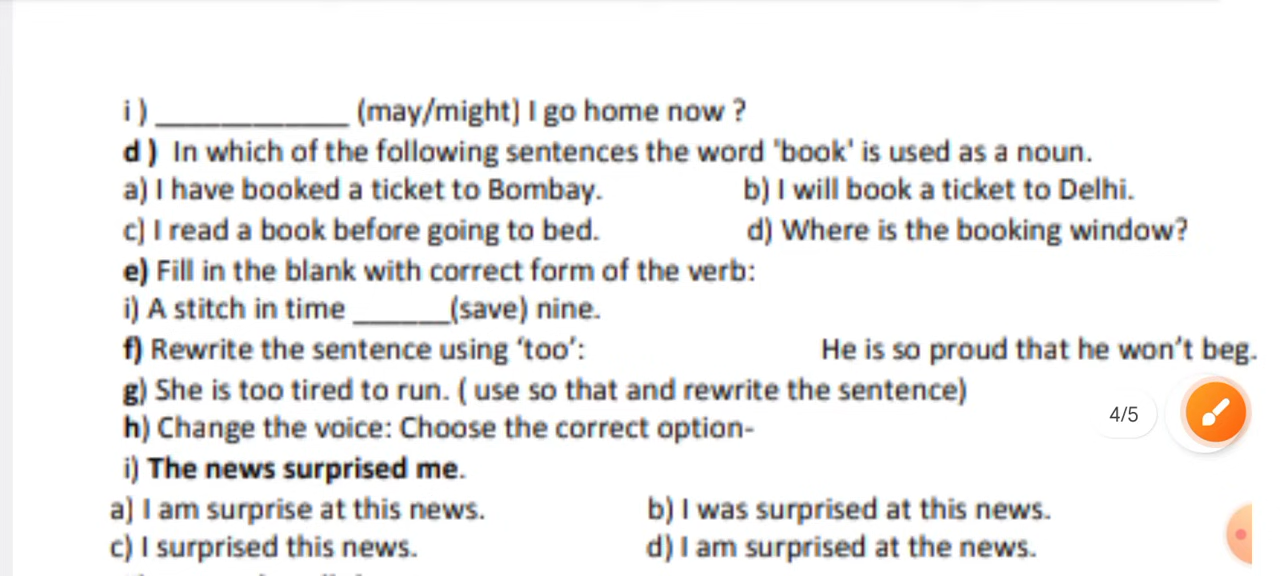 i ) ____________ (may/might] I go home now ?
d ) In which of the following sentences the word 'book' is used as a noun.
a) I have booked a ticket to Bombay. b) I will book a ticket to Delhi.
c] I read a book before going to bed. d) Where is the booking window?
e) Fill in the blank with correct form of the verb:
i) A stitch in time ______(save) nine.
f) Rewrite the sentence using ‘too’: He is so proud that he won’t beg.
g) She is too tired to run. ( use so that and rewrite the sentence)
4/5
h) Change the voice: Choose the correct option-
i) The news surprised me.
a] I am surprise at this news. b) I was surprised at this news.
c) I surprised this news. d) I am surprised at the news.